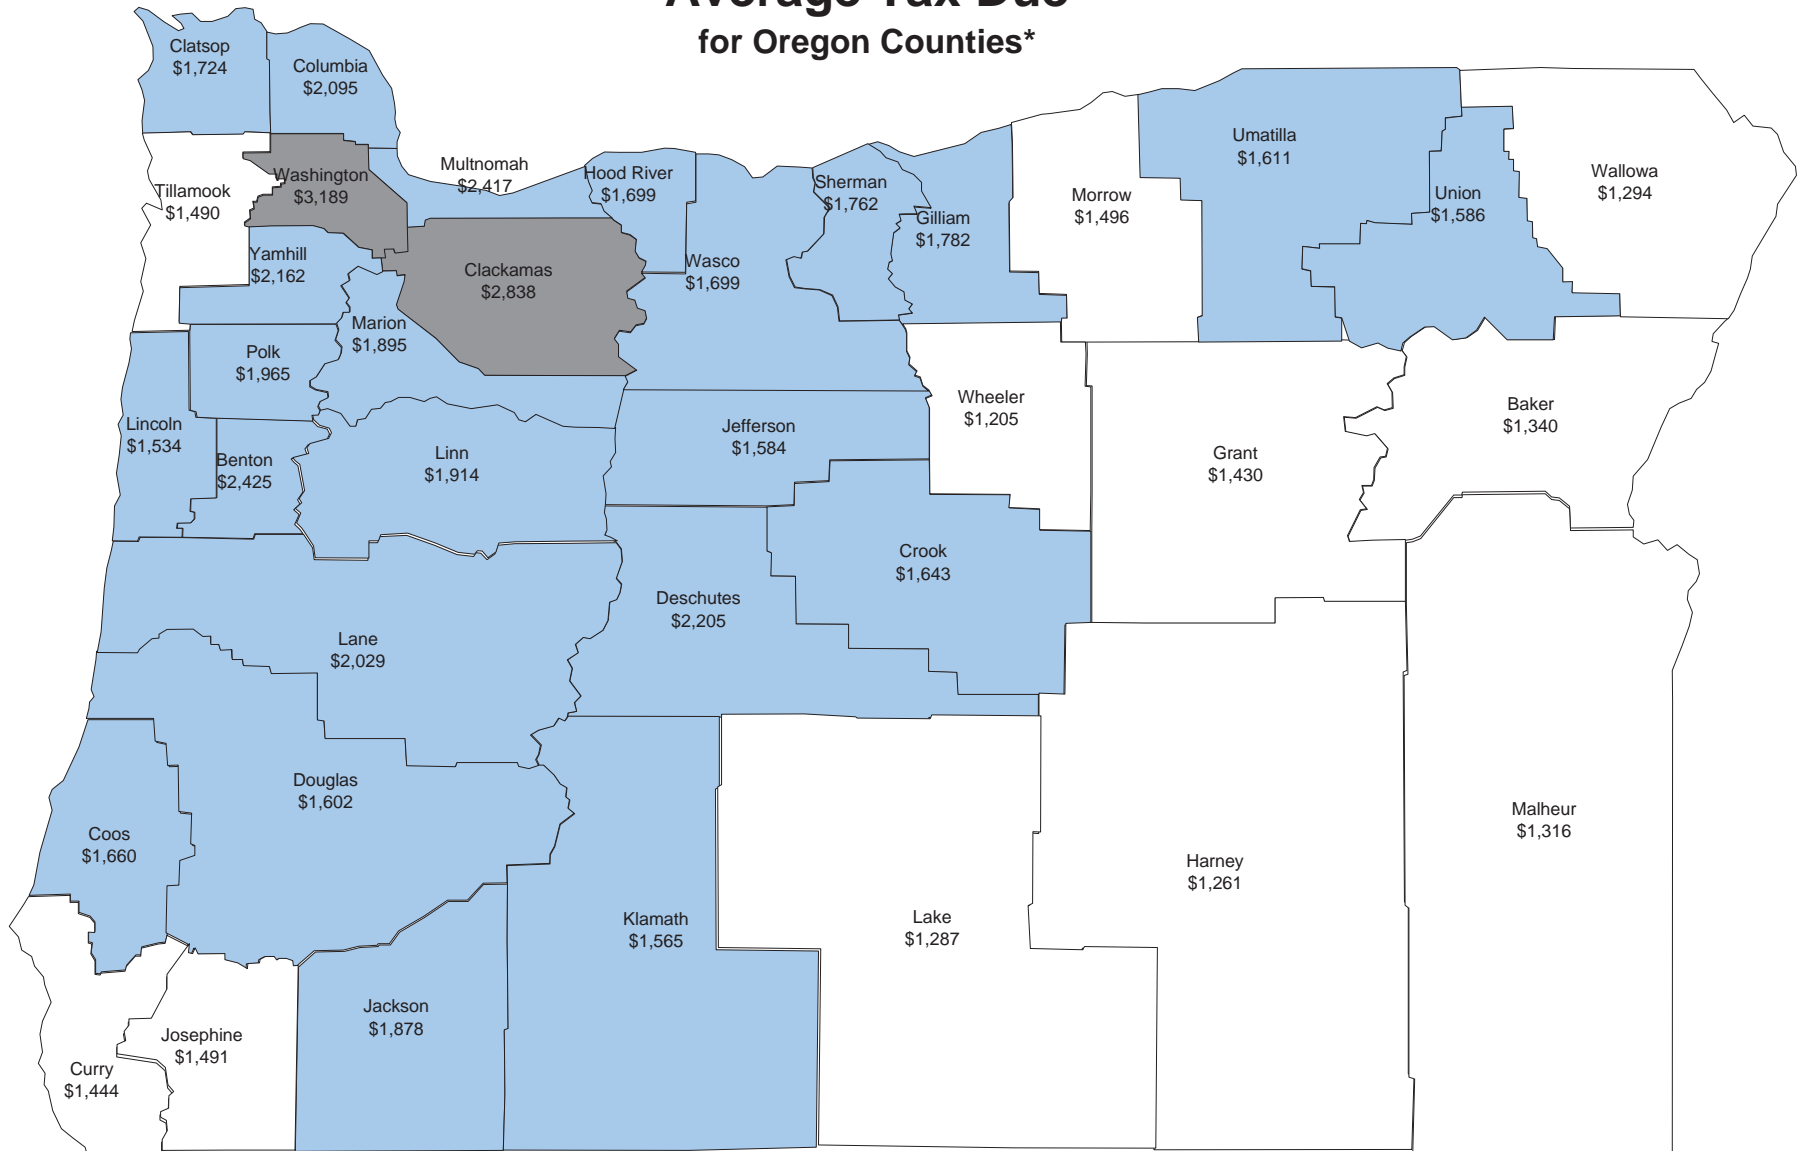 Average Tax Due
for Oregon Counties*
Clatsop
$1,724
Columbia
$2,095
Multnomah
$2,417
Hood River
$1,699
Sherman
$1,762
Gilliam
$1,782
Morrow
$1,496
Umatilla
$1,611
Union
$1,586
Wallowa
$1,294
Tillamook
$1,490
Washington
$3,189
Yamhill
$2,162
Clackamas
$2,838
Wasco
$1,699
Marion
$1,895
Polk
$1,965
Lincoln
$1,534
Benton
$2,425
Linn
$1,914
Jefferson
$1,584
Wheeler
$1,205
Grant
$1,430
Baker
$1,340
Crook
$1,643
Deschutes
$2,205
Lane
$2,029
Douglas
$1,602
Coos
$1,660
Malheur
$1,316
Harney
$1,261
Lake
$1,287
Klamath
$1,565
Jackson
$1,878
Josephine
$1,491
Curry
$1,444